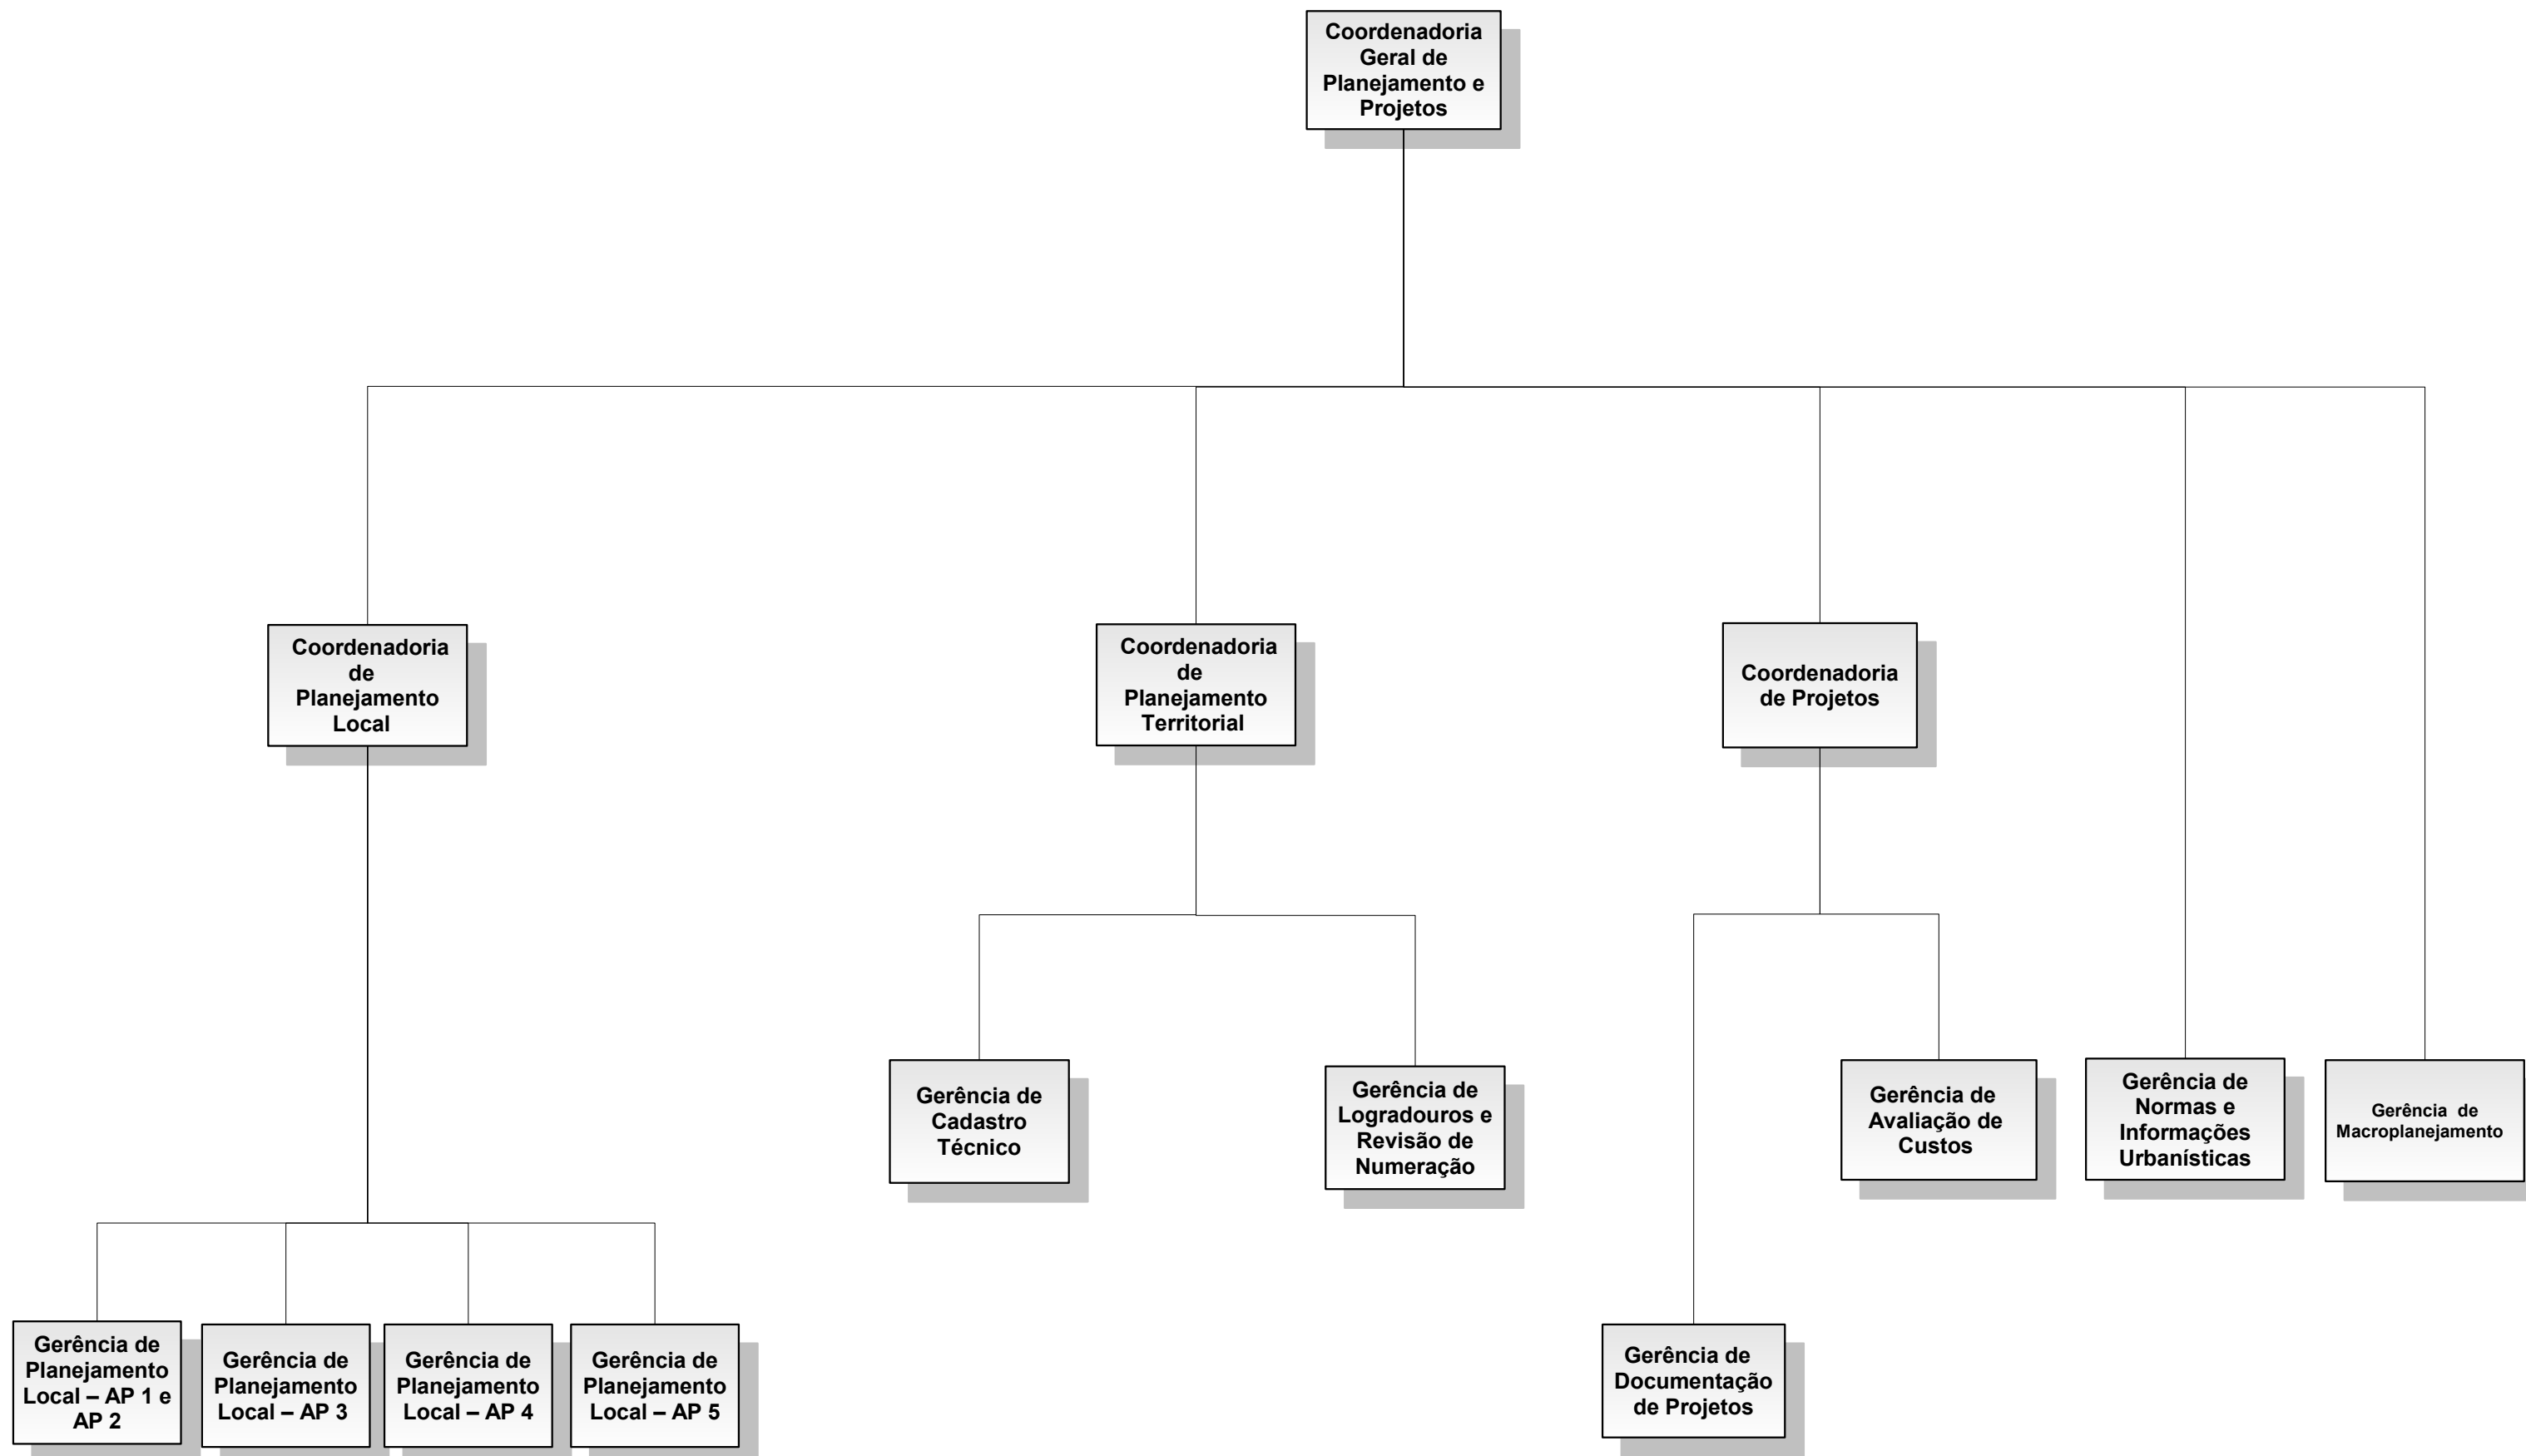 Coordenadoria
Geral de
Planejamento e
Projetos
Coordenadoria
de
Planejamento
Local
Coordenadoria
de
Planejamento
Territorial
Coordenadoria
de Projetos
Gerência de
Cadastro
Técnico
Gerência de
Logradouros e
Revisão de
Numeração
Gerência de
Avaliação de
Custos
Gerência de
Normas e
Informações
Urbanísticas
Gerência de
Macroplanejamento
Gerência de
Planejamento
Local – AP 1 e
AP 2
Gerência de
Planejamento
Local – AP 3
Gerência de
Planejamento
Local – AP 4
Gerência de
Planejamento
Local – AP 5
Gerência de
Documentação
de Projetos